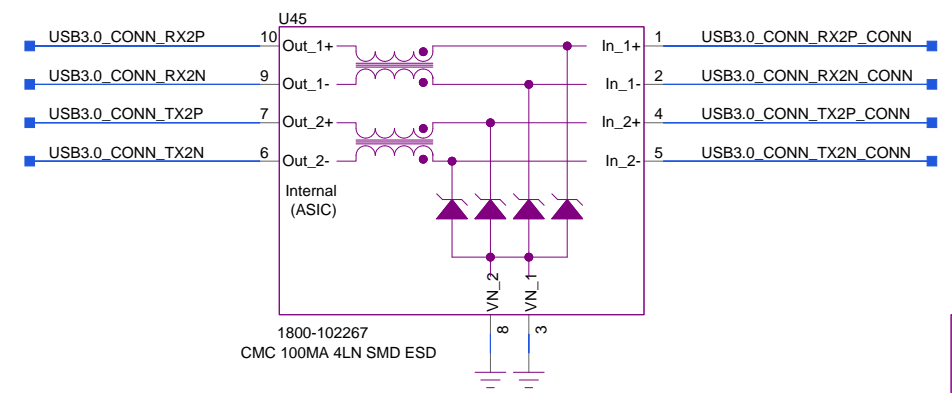 U45
USB3.0_CONN_RX2P 10 Out_1+ In_1+ 1 USB3.0_CONN_RX2P_CONN
USB3.0_CONN_RX2N 9 Out_1- In_1- 2 USB3.0_CONN_RX2N_CONN
USB3.0_CONN_TX2P 7 Out_2+ In_2+ 4 USB3.0_CONN_TX2P_CONN
USB3.0_CONN_TX2N 6 Out_2- In_2- 5 USB3.0_CONN_TX2N_CONN
Internal
(ASIC)
VN_2 VN_1
8 3
1800-102267
CMC 100MA 4LN SMD ESD